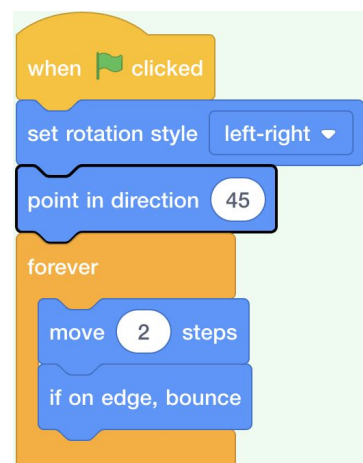 when clicked
set rotation style left-right
point in direction 45
forever
move 2 steps
if on edge, bounce